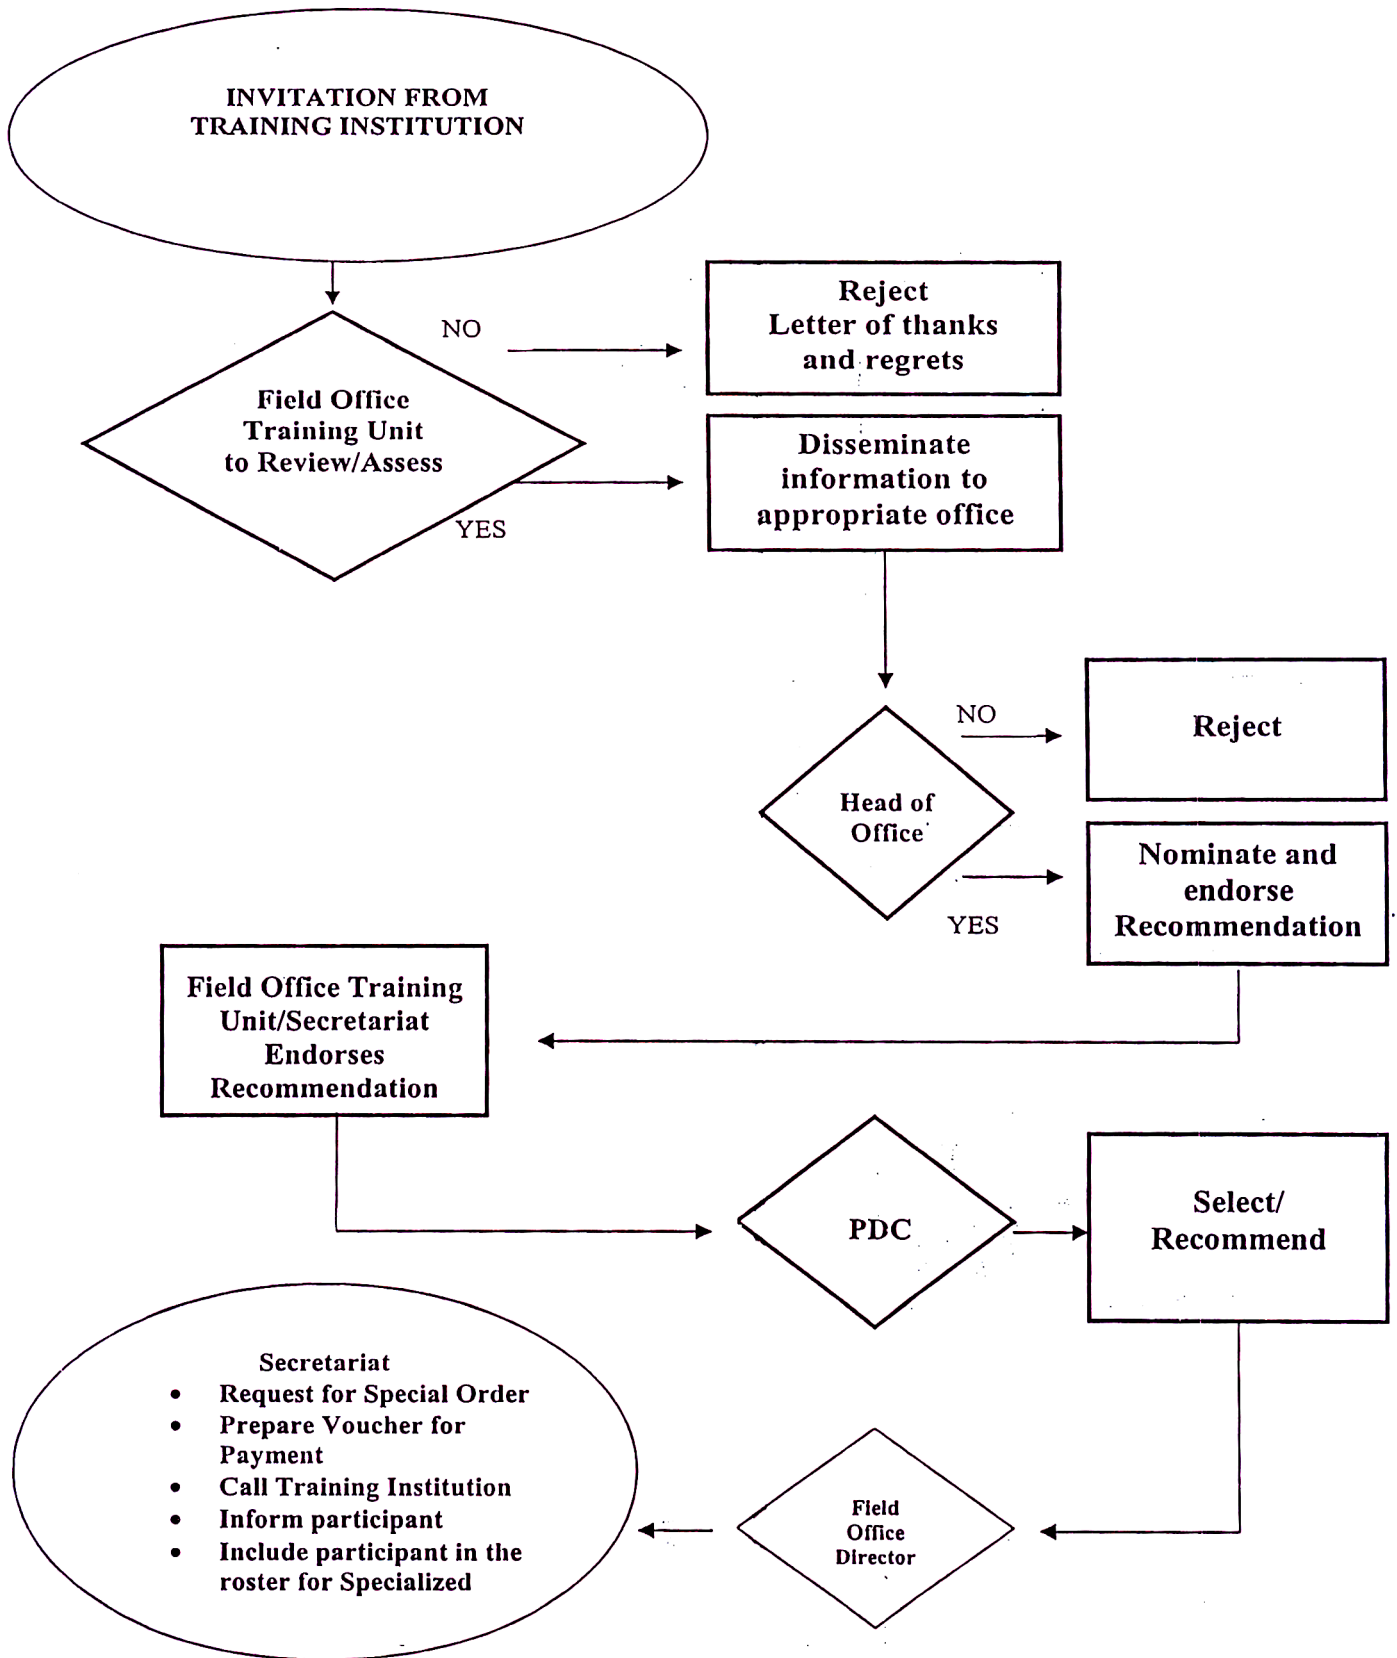 INVITATION FROM
TRAINING INSTITUTION
NO
Reject
Letter of thanks
and regrets
Field Office
Training Unit
to Review/Assess
YES
Disseminate
information to
appropriate office
NO
Reject
Head of
Office
YES
Nominate and
endorse
Recommendation
Field Office Training
Unit/Secretariat
Endorses
Recommendation
PDC
Select/
Recommend
Field
Office
Director
Secretariat
• Request for Special Order
• Prepare Voucher for
Payment
• Call Training Institution
• Inform participant
• Include participant in the
roster for Specialized